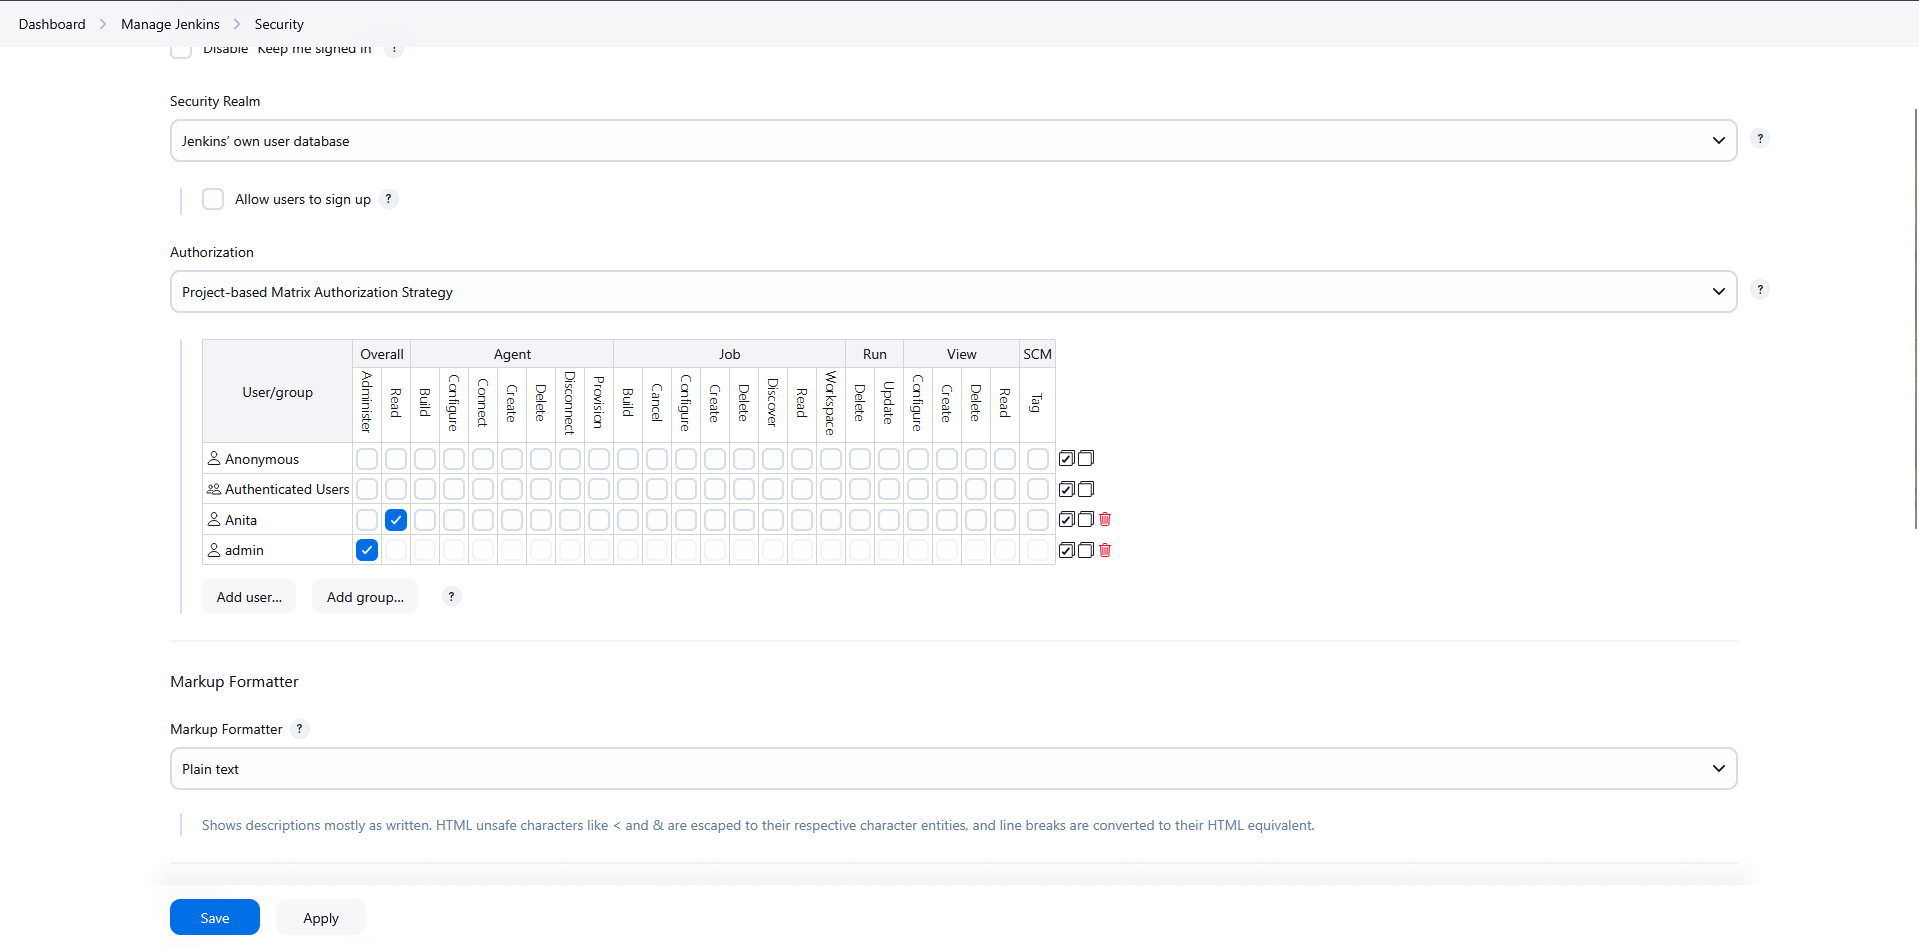 Dashboard > Manage Jenkins > Security
Disable "Keep me signed in" ?
Security Realm
Jenkins' own user database
?
Allow users to sign up ?
Authorization
Project-based Matrix Authorization Strategy
?
User/group Overall Agent Job Run View SCM
Administer Read Build Configure Connect Create Delete Disconnect Provision Build Cancel Configure Create Delete Discover Read Workspace Delete Update Configure Create Delete Read Tag
Anonymous
Authenticated Users
Anita
admin
Add user... Add group... ?
Markup Formatter
Markup Formatter ?
Plain text
Shows descriptions mostly as written. HTML unsafe characters like < and & are escaped to their respective character entities, and line breaks are converted to their HTML equivalent.
Save Apply